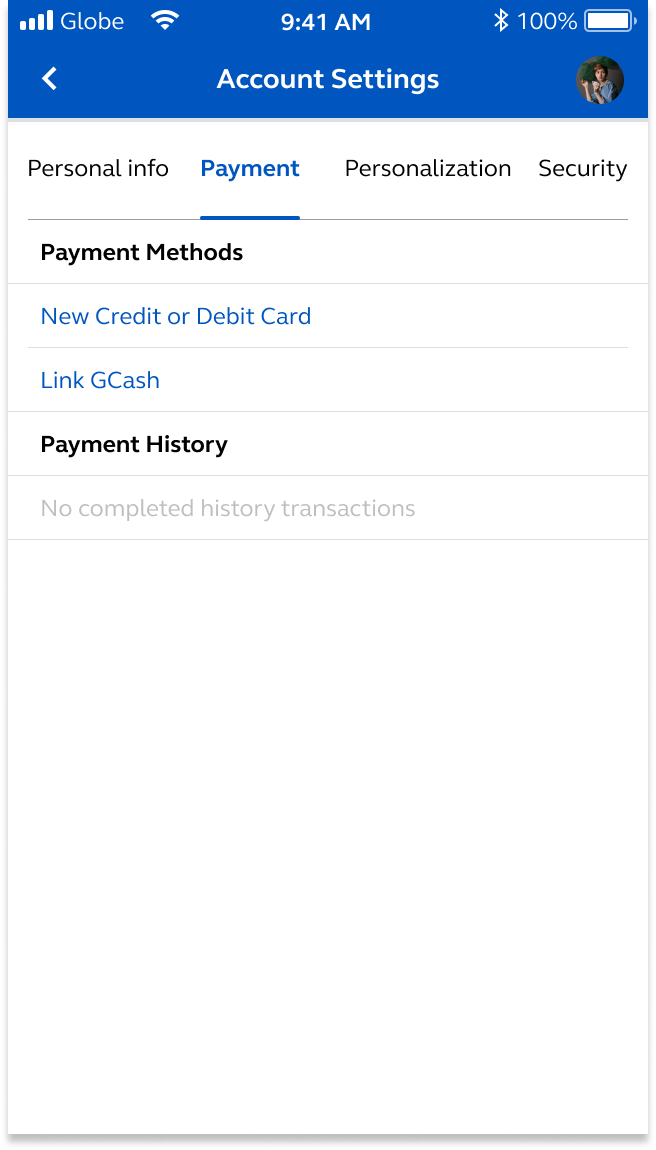 Globe 9:41 AM 100%
Account Settings
Personal info Payment Personalization Security
Payment Methods
New Credit or Debit Card
Link GCash
Payment History
No completed history transactions